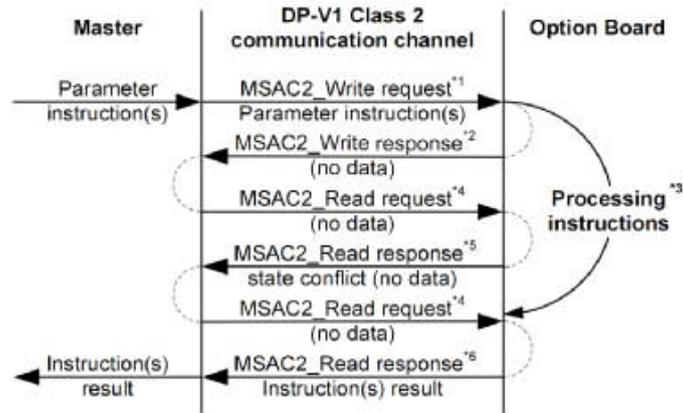 Master
DP-V1 Class 2
communication channel
Option Board
Parameter
instruction(s)
MSAC2_Write request*1
Parameter instruction(s)
MSAC2_Write response*2
(no data)
MSAC2_Read request*4
(no data)
Processing*3
instructions
MSAC2_Read response*5
state conflict (no data)
MSAC2_Read request*4
(no data)
Instruction(s)
result
MSAC2_Read response*6
Instruction(s) result